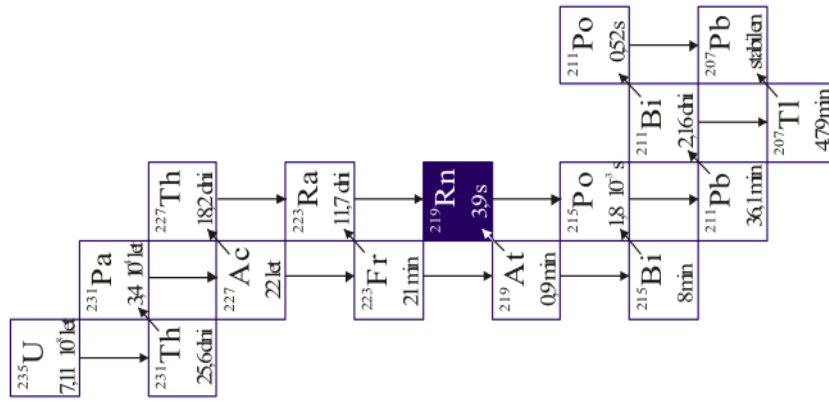 ²³⁵U
7,11 10⁸ let
²³¹Pa
3,4 10⁴ let
²³¹Th
25,6 dni
²²⁷Th
18,2 dni
²²⁷Ac
22 let
²²³Ra
11,7 dni
²²³Fr
21 min
²¹⁹Rn
3,9 s
²¹⁹At
0,9 min
²¹⁵Po
1,8 10⁻³ s
²¹⁵Bi
8 min
²¹¹Po
0,52 s
²¹¹Bi
2,16 dni
²¹¹Pb
36,1 min
²⁰⁷Pb
stabilen
²⁰⁷Tl
4,79 min